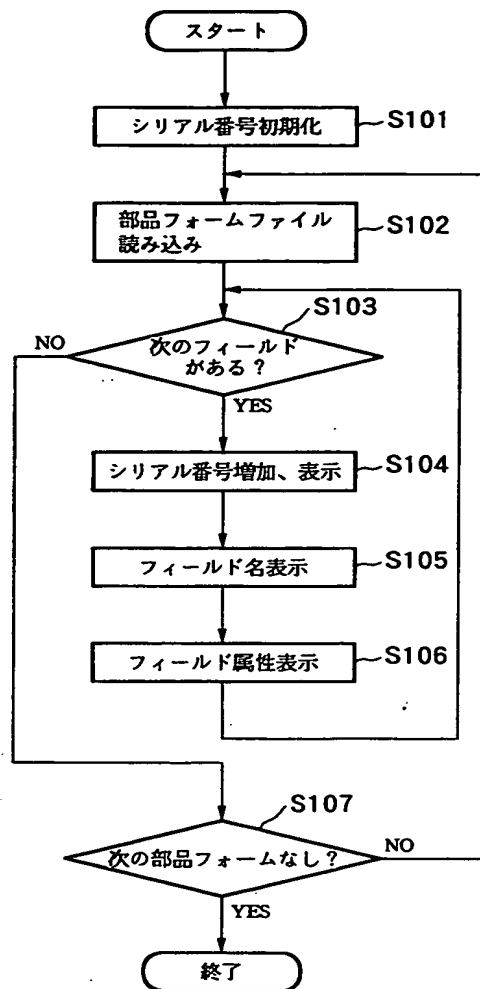 スタート
シリアル番号初期化
S101
部品フォームファイル
読み込み
S102
S103
次のフィールド
がある？
NO
YES
シリアル番号増加、表示
S104
フィールド名表示
S105
フィールド属性表示
S106
S107
次の部品フォームなし？
NO
YES
終了